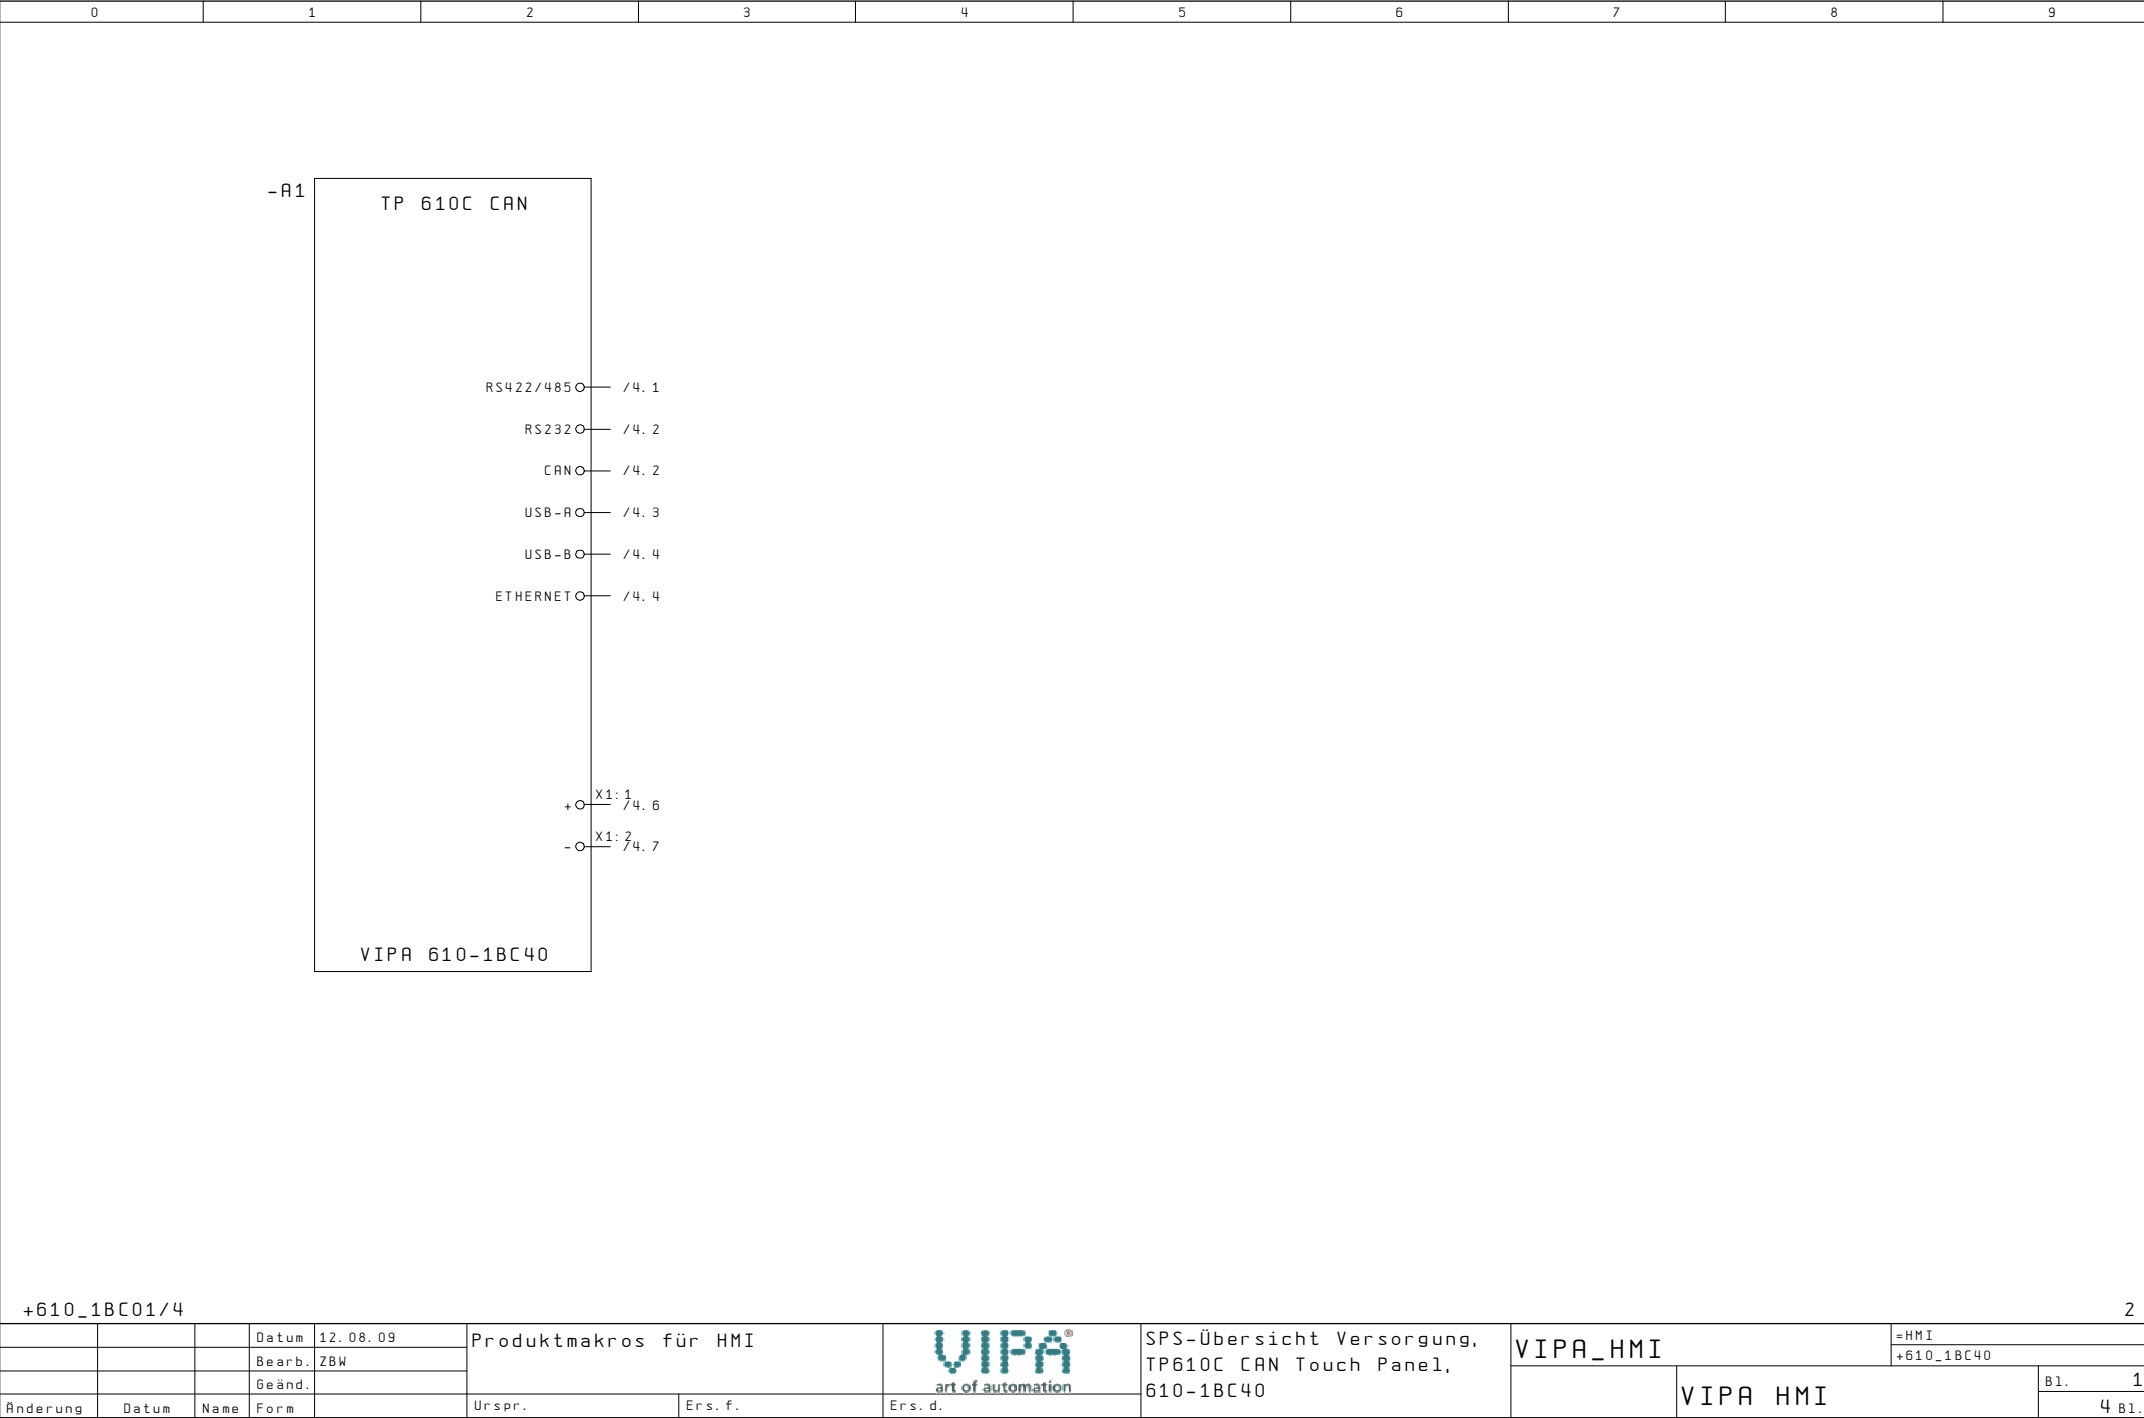 0 1 2 3 4 5 6 7 8 9
-A1
TP 610C CAN
RS422/485 /4.1
RS232 /4.2
CAN /4.2
USB-A /4.3
USB-B /4.4
ETHERNET /4.4
X1:1
+ /4.6
X1:2
- /4.7
VIPA 610-1BC40
+610_1BC01/4
2
Datum 12.08.09
Bearb. ZBW
Geänd.
Änderung Datum Name Form
Produktmakros für HMI
Urspr. Ers.f. Ers.d.
VIPA®
art of automation
SPS-Übersicht Versorgung,
TP610C CAN Touch Panel,
610-1BC40
VIPA_HMI
=HMI
+610_1BC40
VIPA HMI
Bl. 1
4 Bl.